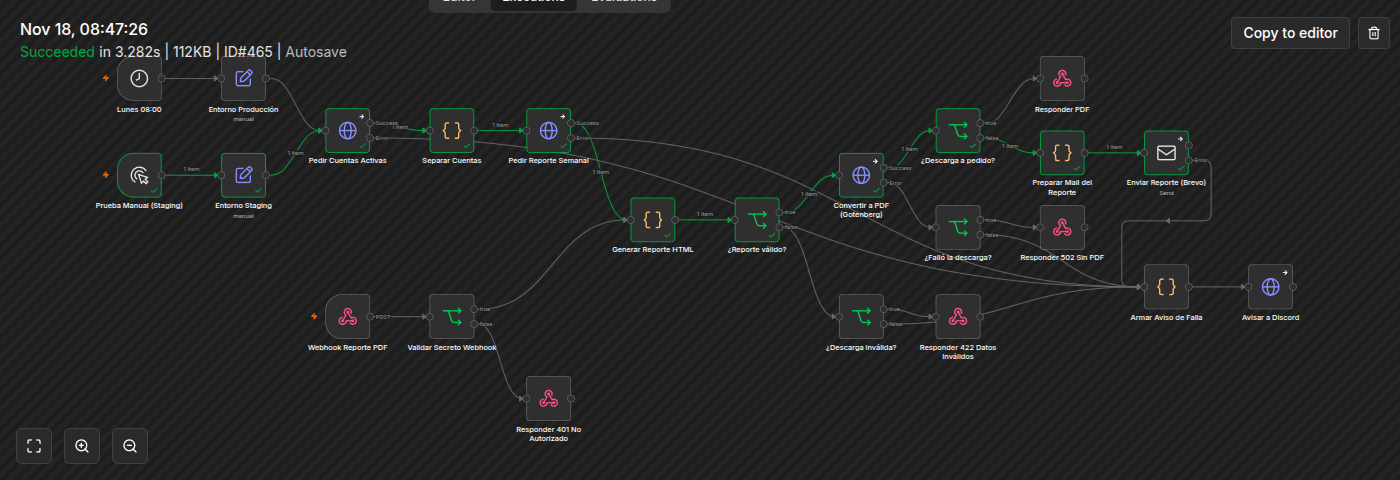 Editor Executions Evaluations
Nov 18, 08:47:26
Succeeded in 3.282s | 112KB | ID#465 | Autosave
Copy to editor
Lunes 08:00
Entorno Producción
manual
Responder PDF
Success
Error
1 item
Pedir Cuentas Activas
1 item
Separar Cuentas
Success
Error
Pedir Reporte Semanal
true
false
1 item
¿Descarga a pedido?
1 item
Preparar Mail del
Reporte
1 item
Error
Enviar Reporte (Brevo)
Send
1 item
Prueba Manual (Staging)
1 item
Entorno Staging
manual
1 item
Success
Error
1 item
Convertir a PDF
(Gotenberg)
1 item
Generar Reporte HTML
true
false
¿Reporte válido?
true
false
¿Falló la descarga?
Responder 502 Sin PDF
Armar Aviso de Falla
Avisar a Discord
POST
Webhook Reporte PDF
true
false
Validar Secreto Webhook
true
false
¿Descarga inválida?
Responder 422 Datos
Inválidos
Responder 401 No
Autorizado